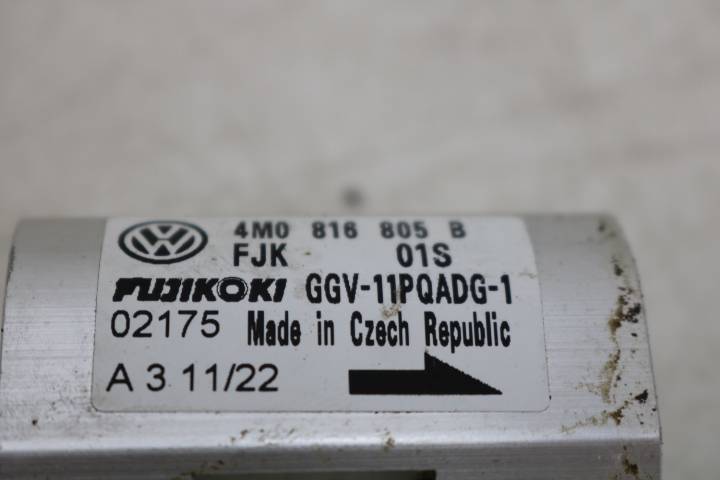 4M0 816 805 B
FJK 01S
FUJIKOKI GGV-11PQADG-1
02175 Made in Czech Republic
A 3 11/22